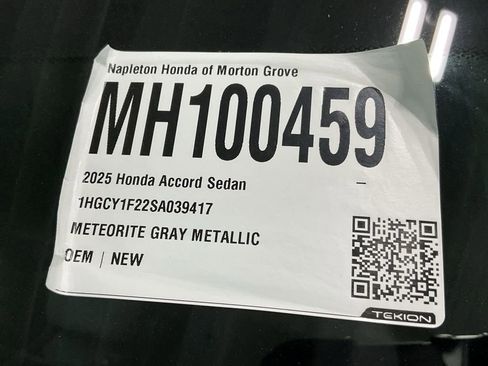 Napleton Honda of Morton Grove
MH100459
2025 Honda Accord Sedan –
1HGCY1F22SA039417
METEORITE GRAY METALLIC
OEM | NEW
TEKION